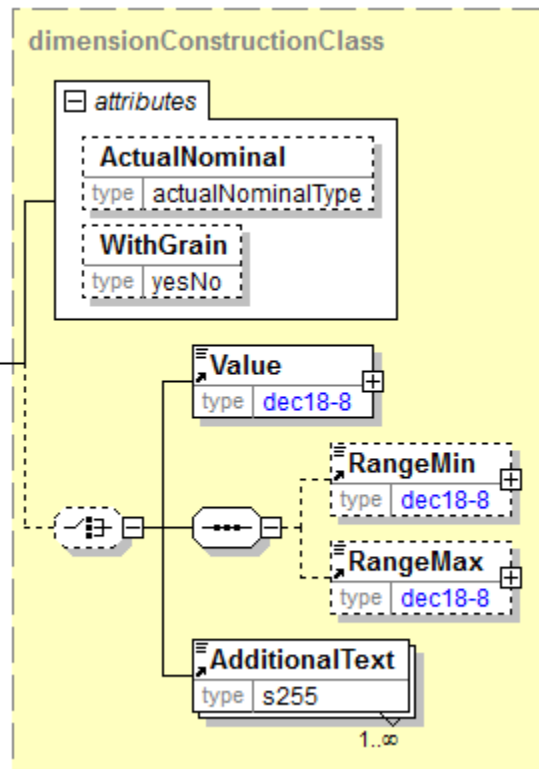 dimensionConstructionClass
attributes
ActualNominal
type actualNominalType
WithGrain
type yesNo
Value
type dec18-8
RangeMin
type dec18-8
RangeMax
type dec18-8
AdditionalText
type s255
1..∞